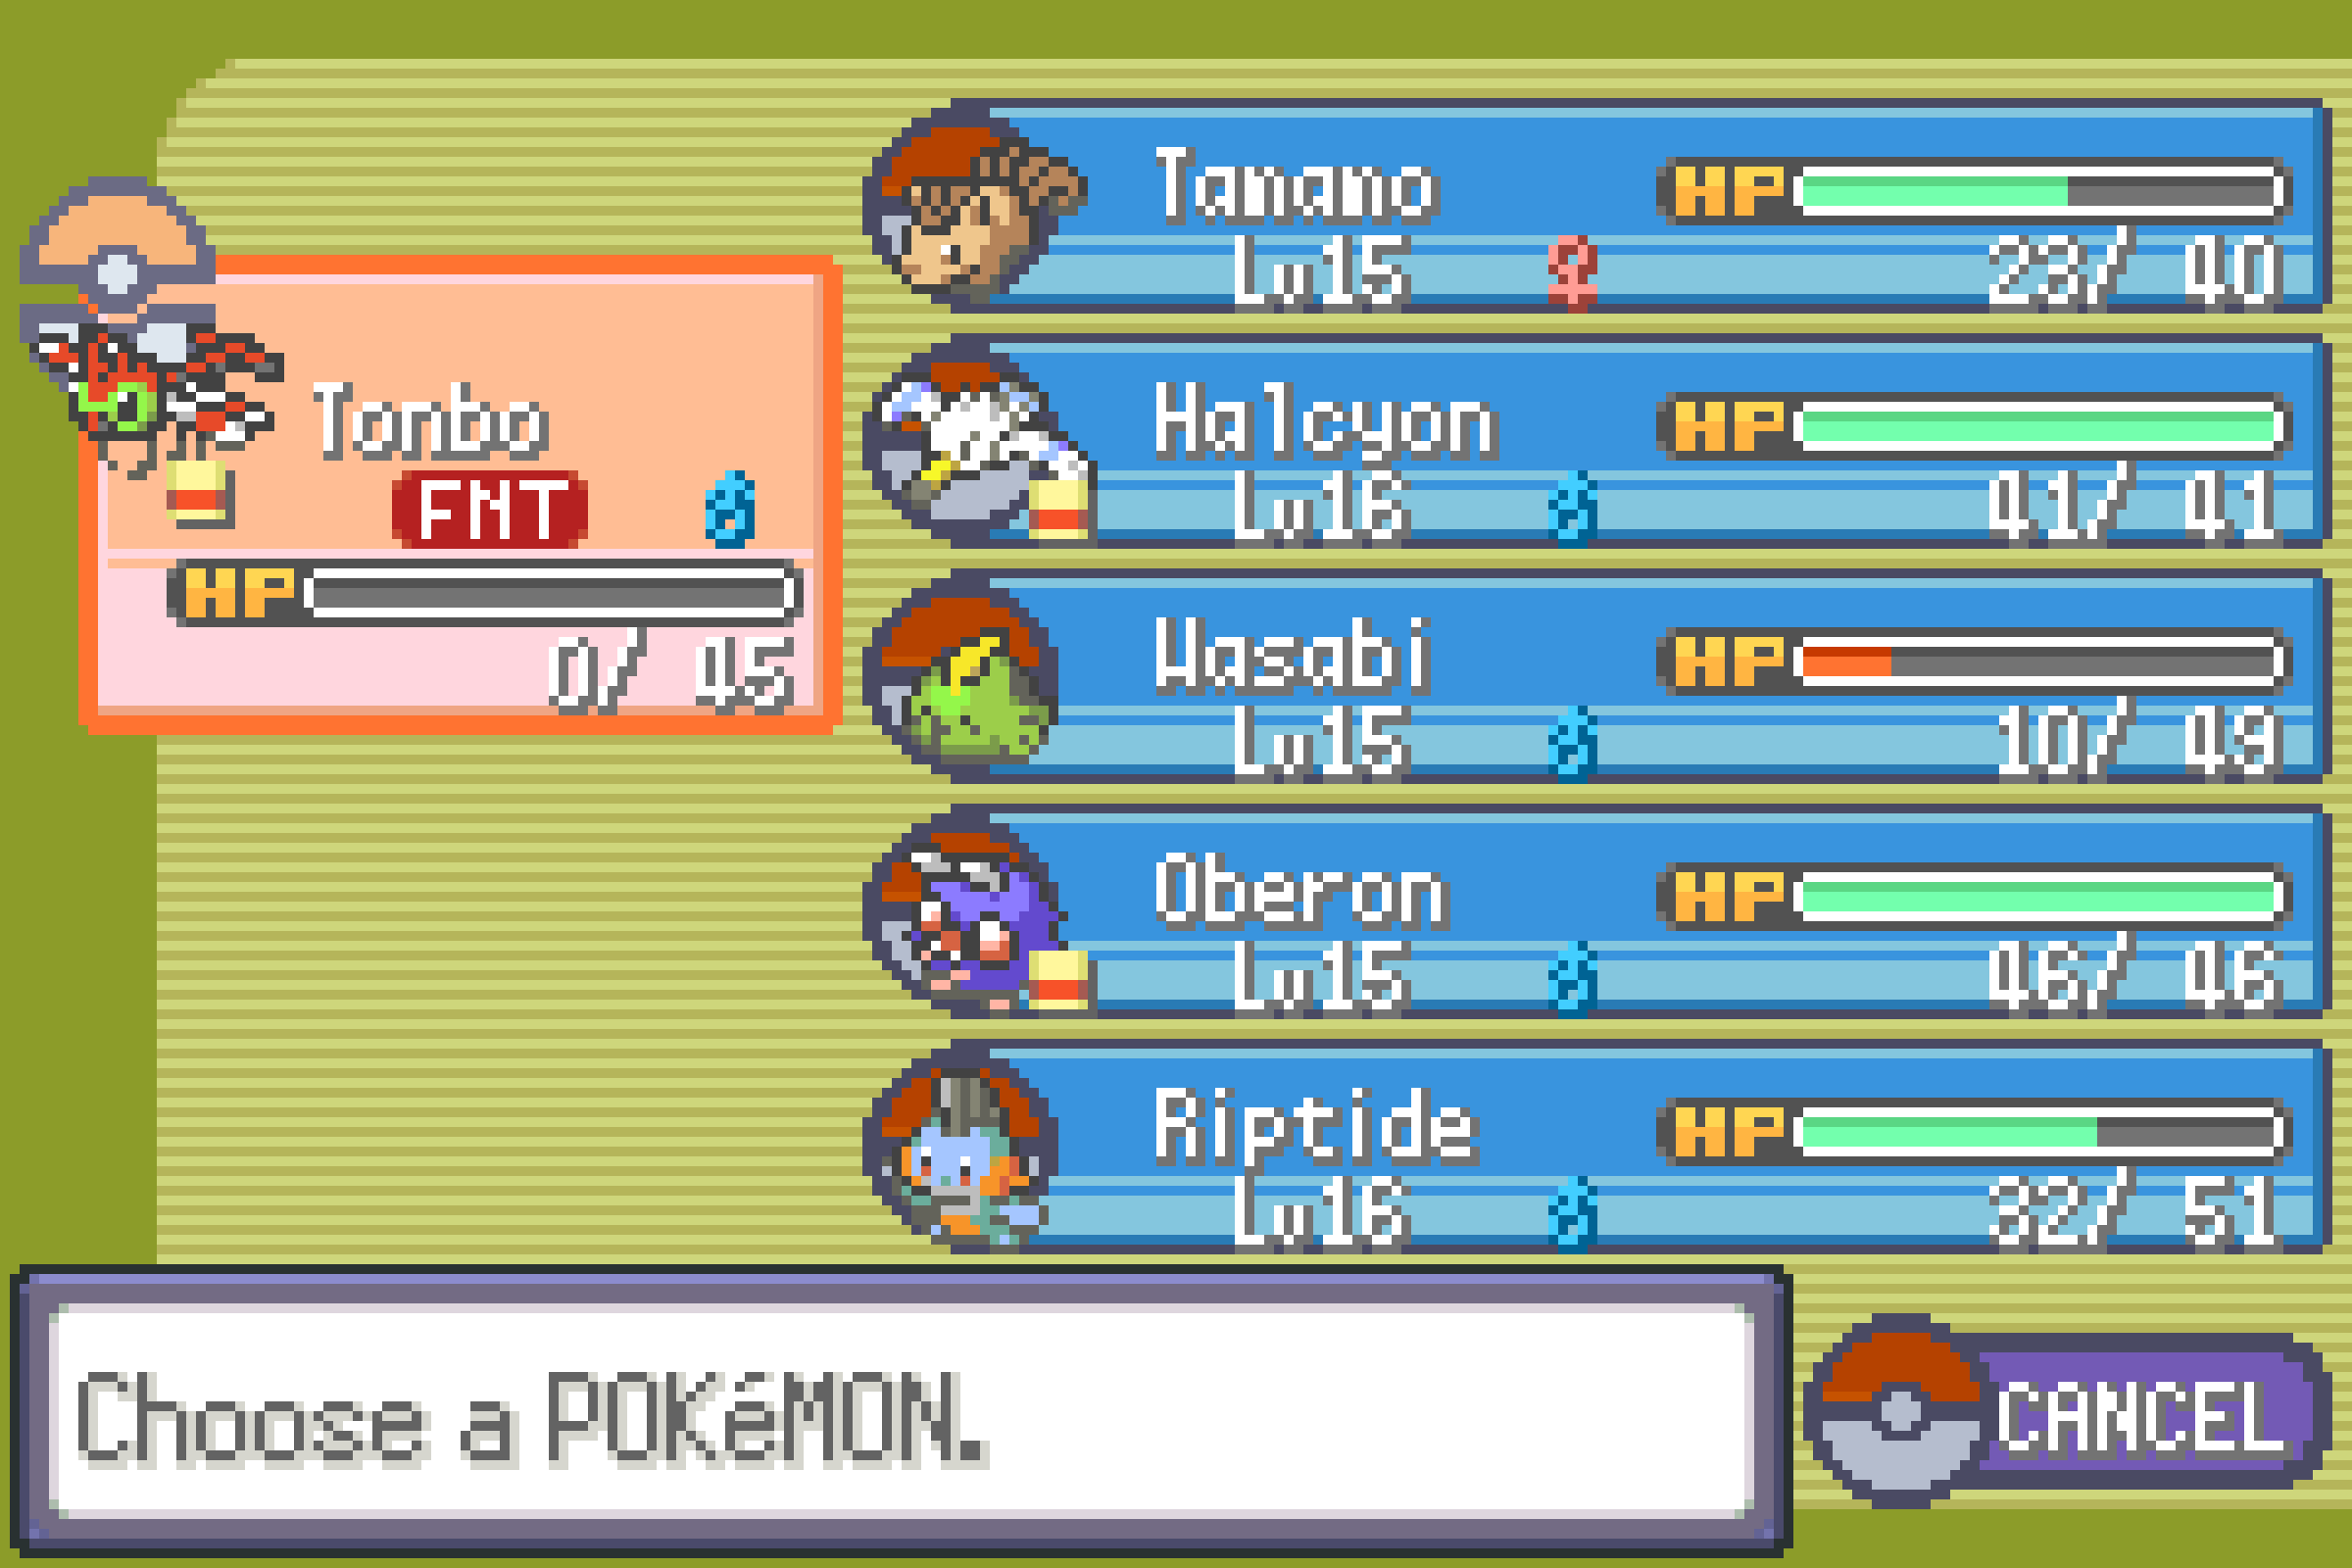 Tonbo
FNT ♂
HP
0/ 45
Tamamo
HP
Lv15 ♀ 23/ 40
Halcyon
HP
Lv16 ♂ 41/ 41
Wasabi
HP
Lv15 ♂ 10/ 49
Oberon
HP
Lv15 ♂ 46/ 46
Riptide
HP
Lv16 ♂ 32/ 51
Choose a POKéMON.
CANCEL